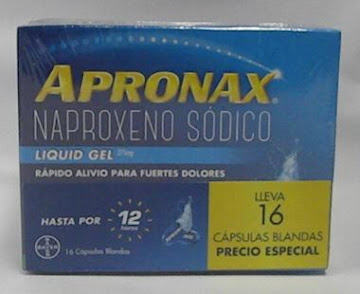 APRONAX®
NAPROXENO SÓDICO
LIQUID GEL
RÁPIDO ALIVIO PARA FUERTES DOLORES
HASTA POR 12 horas
BAYER
16 Cápsulas Blandas
LLEVA
16
CÁPSULAS BLANDAS
PRECIO ESPECIAL